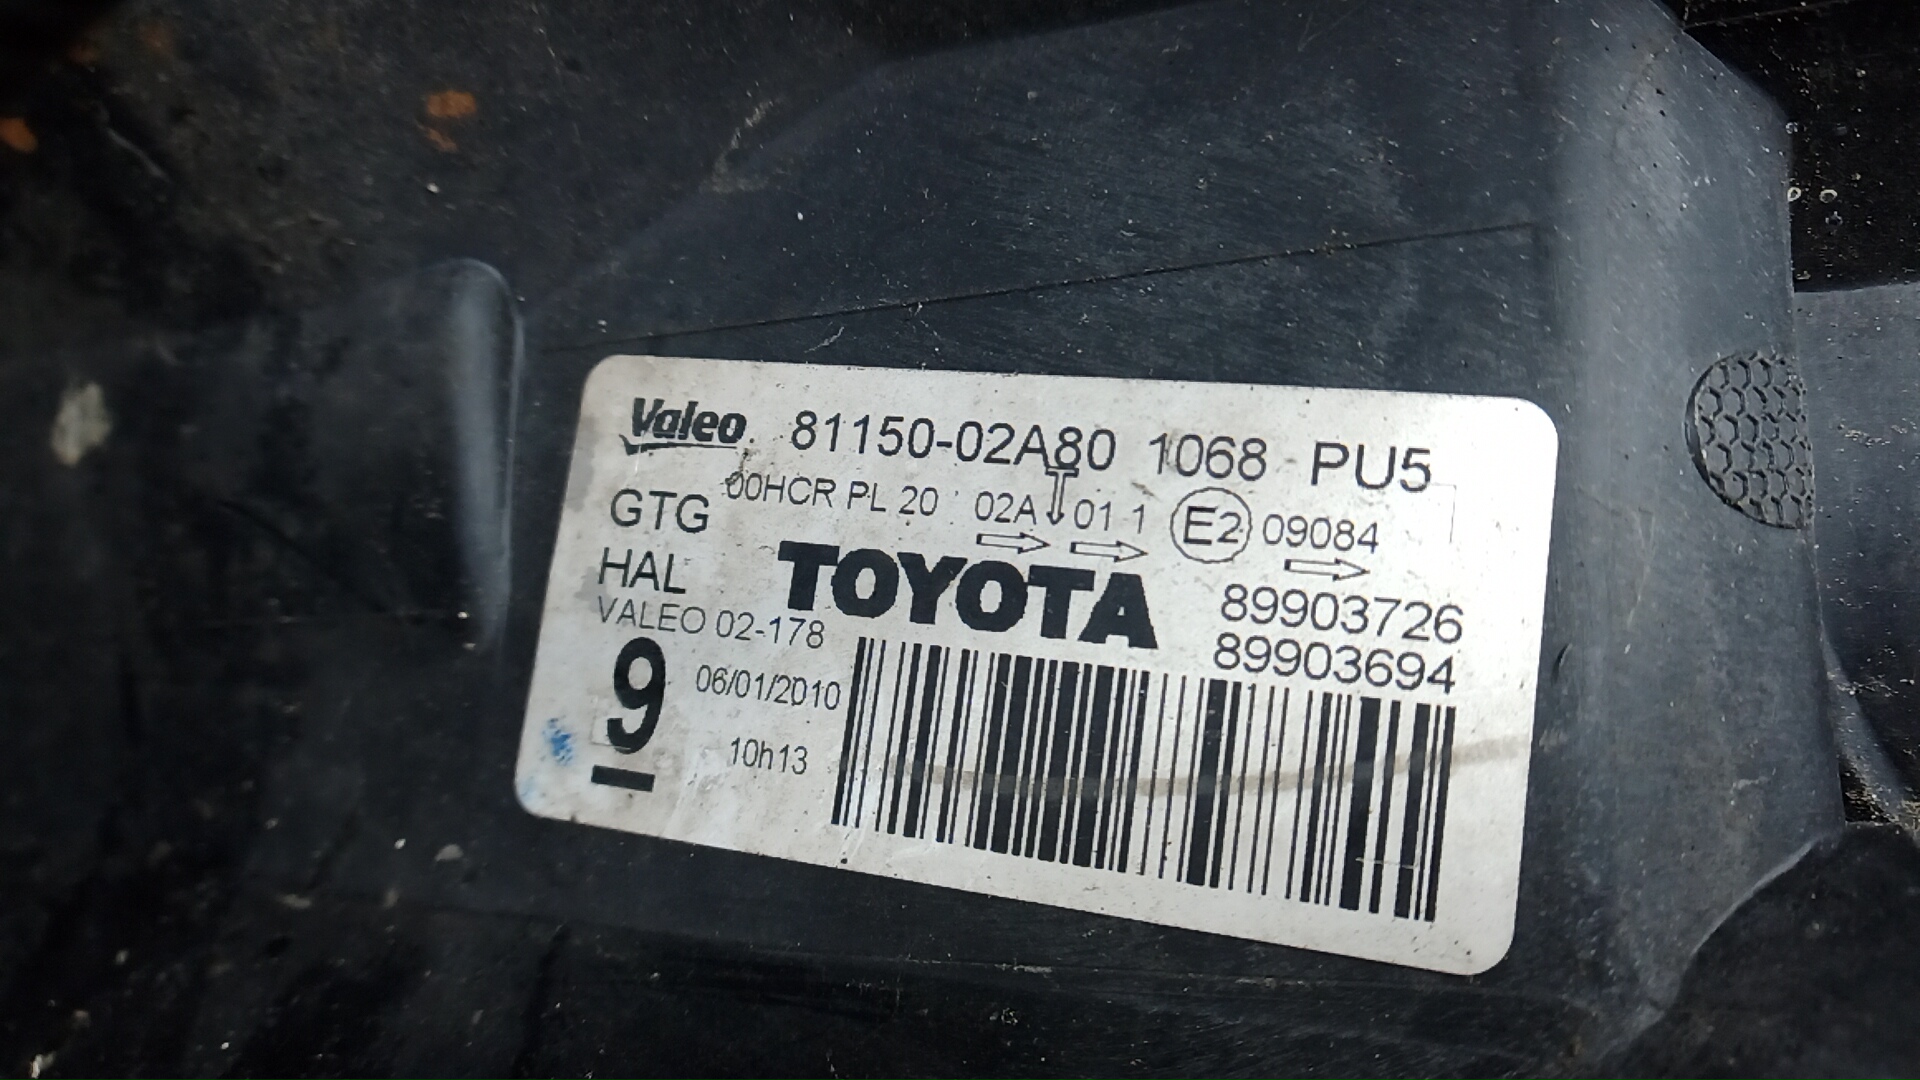 Valeo 81150-02A80 1068 PU5
GTG 00HCR PL 20 02A 01 1 E2 09084
HAL TOYOTA 89903726
VALEO 02-178 89903694
9 06/01/2010
10h13